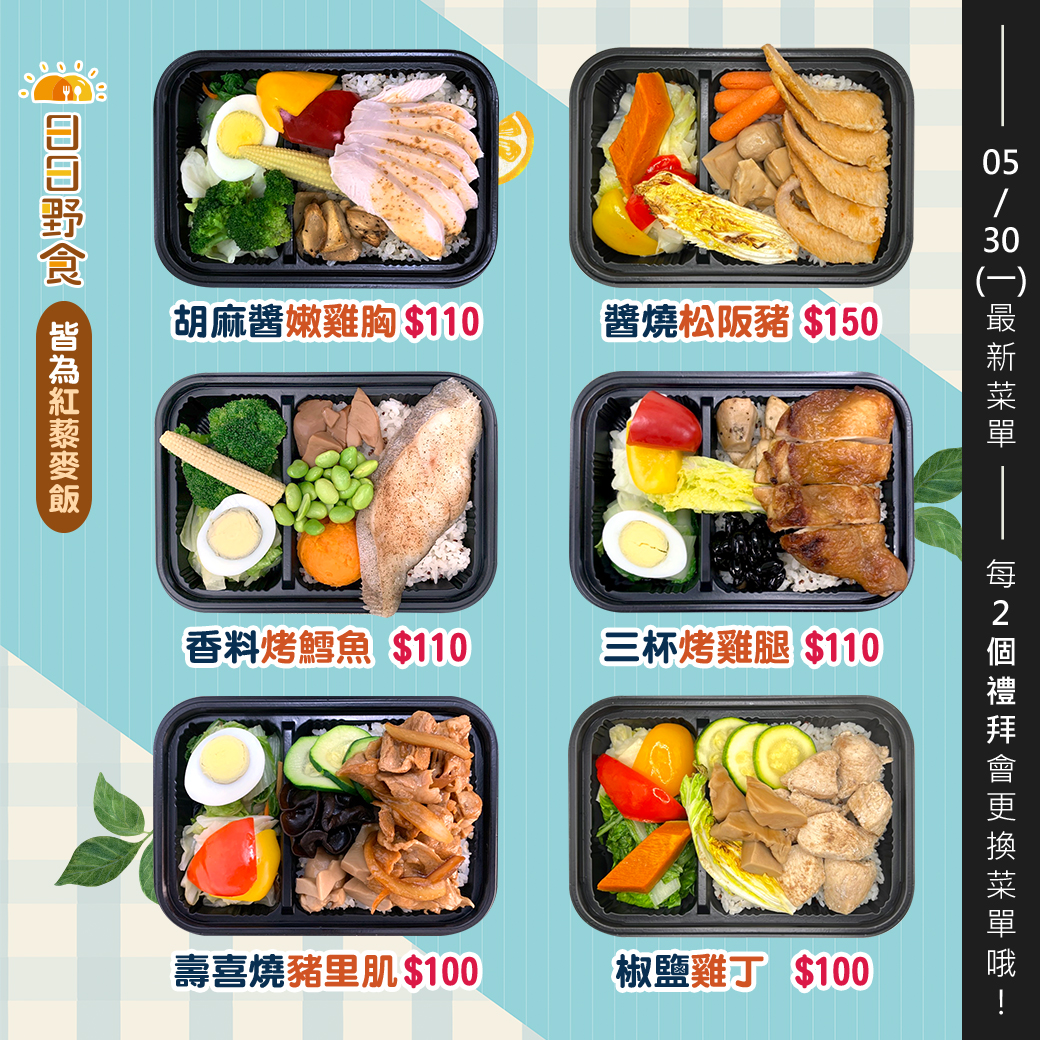 日日野食
皆為紅藜麥飯
胡麻醬嫩雞胸 $110
醬燒松阪豬 $150
香料烤鱈魚 $110
三杯烤雞腿 $110
壽喜燒豬里肌 $100
椒鹽雞丁 $100
05/30(一)最新菜單
每2個禮拜會更換菜單哦!